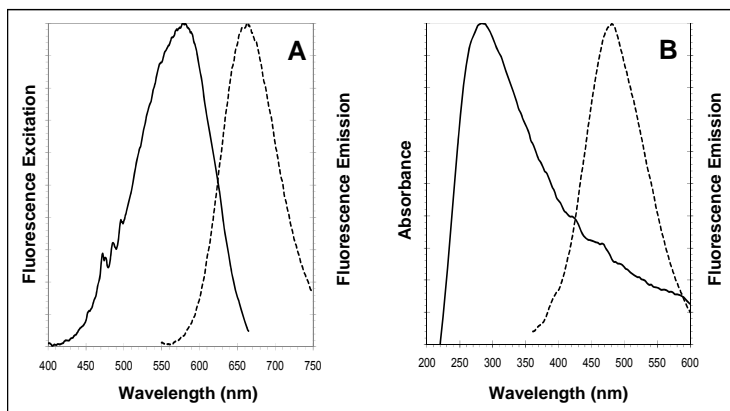 A
Fluorescence Excitation
Fluorescence Emission
400 450 500 550 600 650 700 750
Wavelength (nm)
B
Absorbance
Fluorescence Emission
200 250 300 350 400 450 500 550 600
Wavelength (nm)